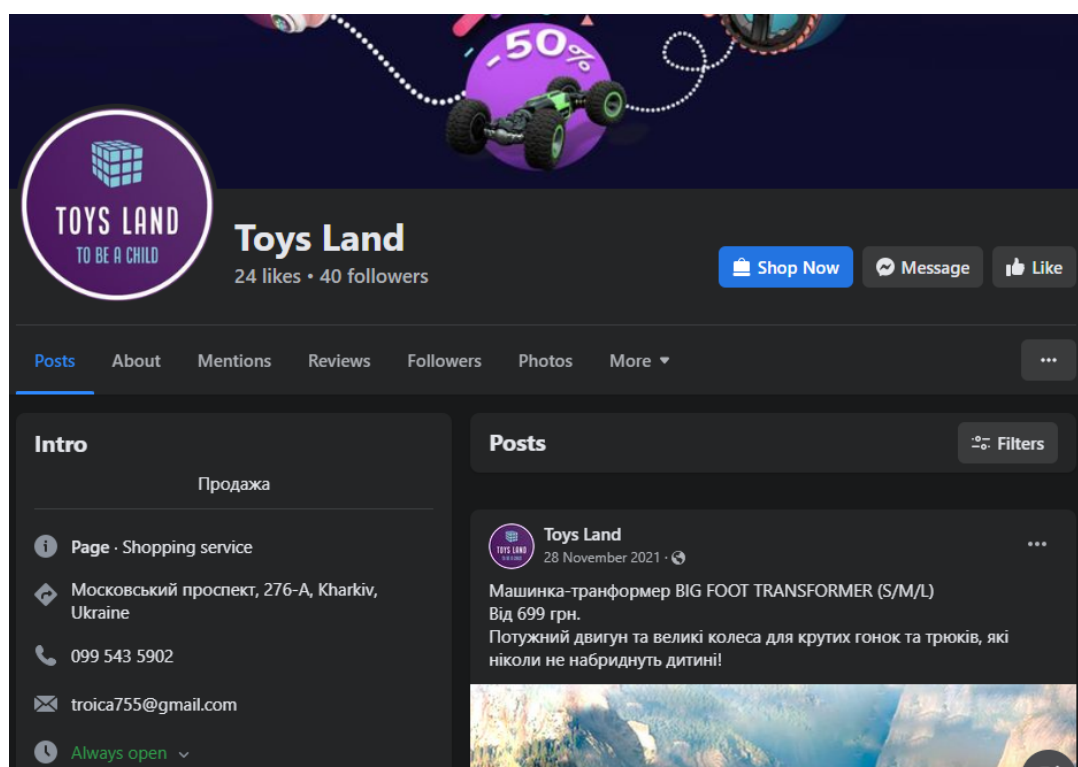 -50%
TOYS LAND
TO BE A CHILD
Toys Land
24 likes • 40 followers
Shop Now
Message
Like
Posts
About
Mentions
Reviews
Followers
Photos
More
Intro
Продажа
Page · Shopping service
Московський проспект, 276-А, Kharkiv,
Ukraine
099 543 5902
troica755@gmail.com
Always open
Posts
Filters
TOYS LAND
Toys Land
28 November 2021 ·
Машинка-транформер BIG FOOT TRANSFORMER (S/M/L)
Від 699 грн.
Потужний двигун та великі колеса для крутих гонок та трюків, які
ніколи не набриднуть дитині!